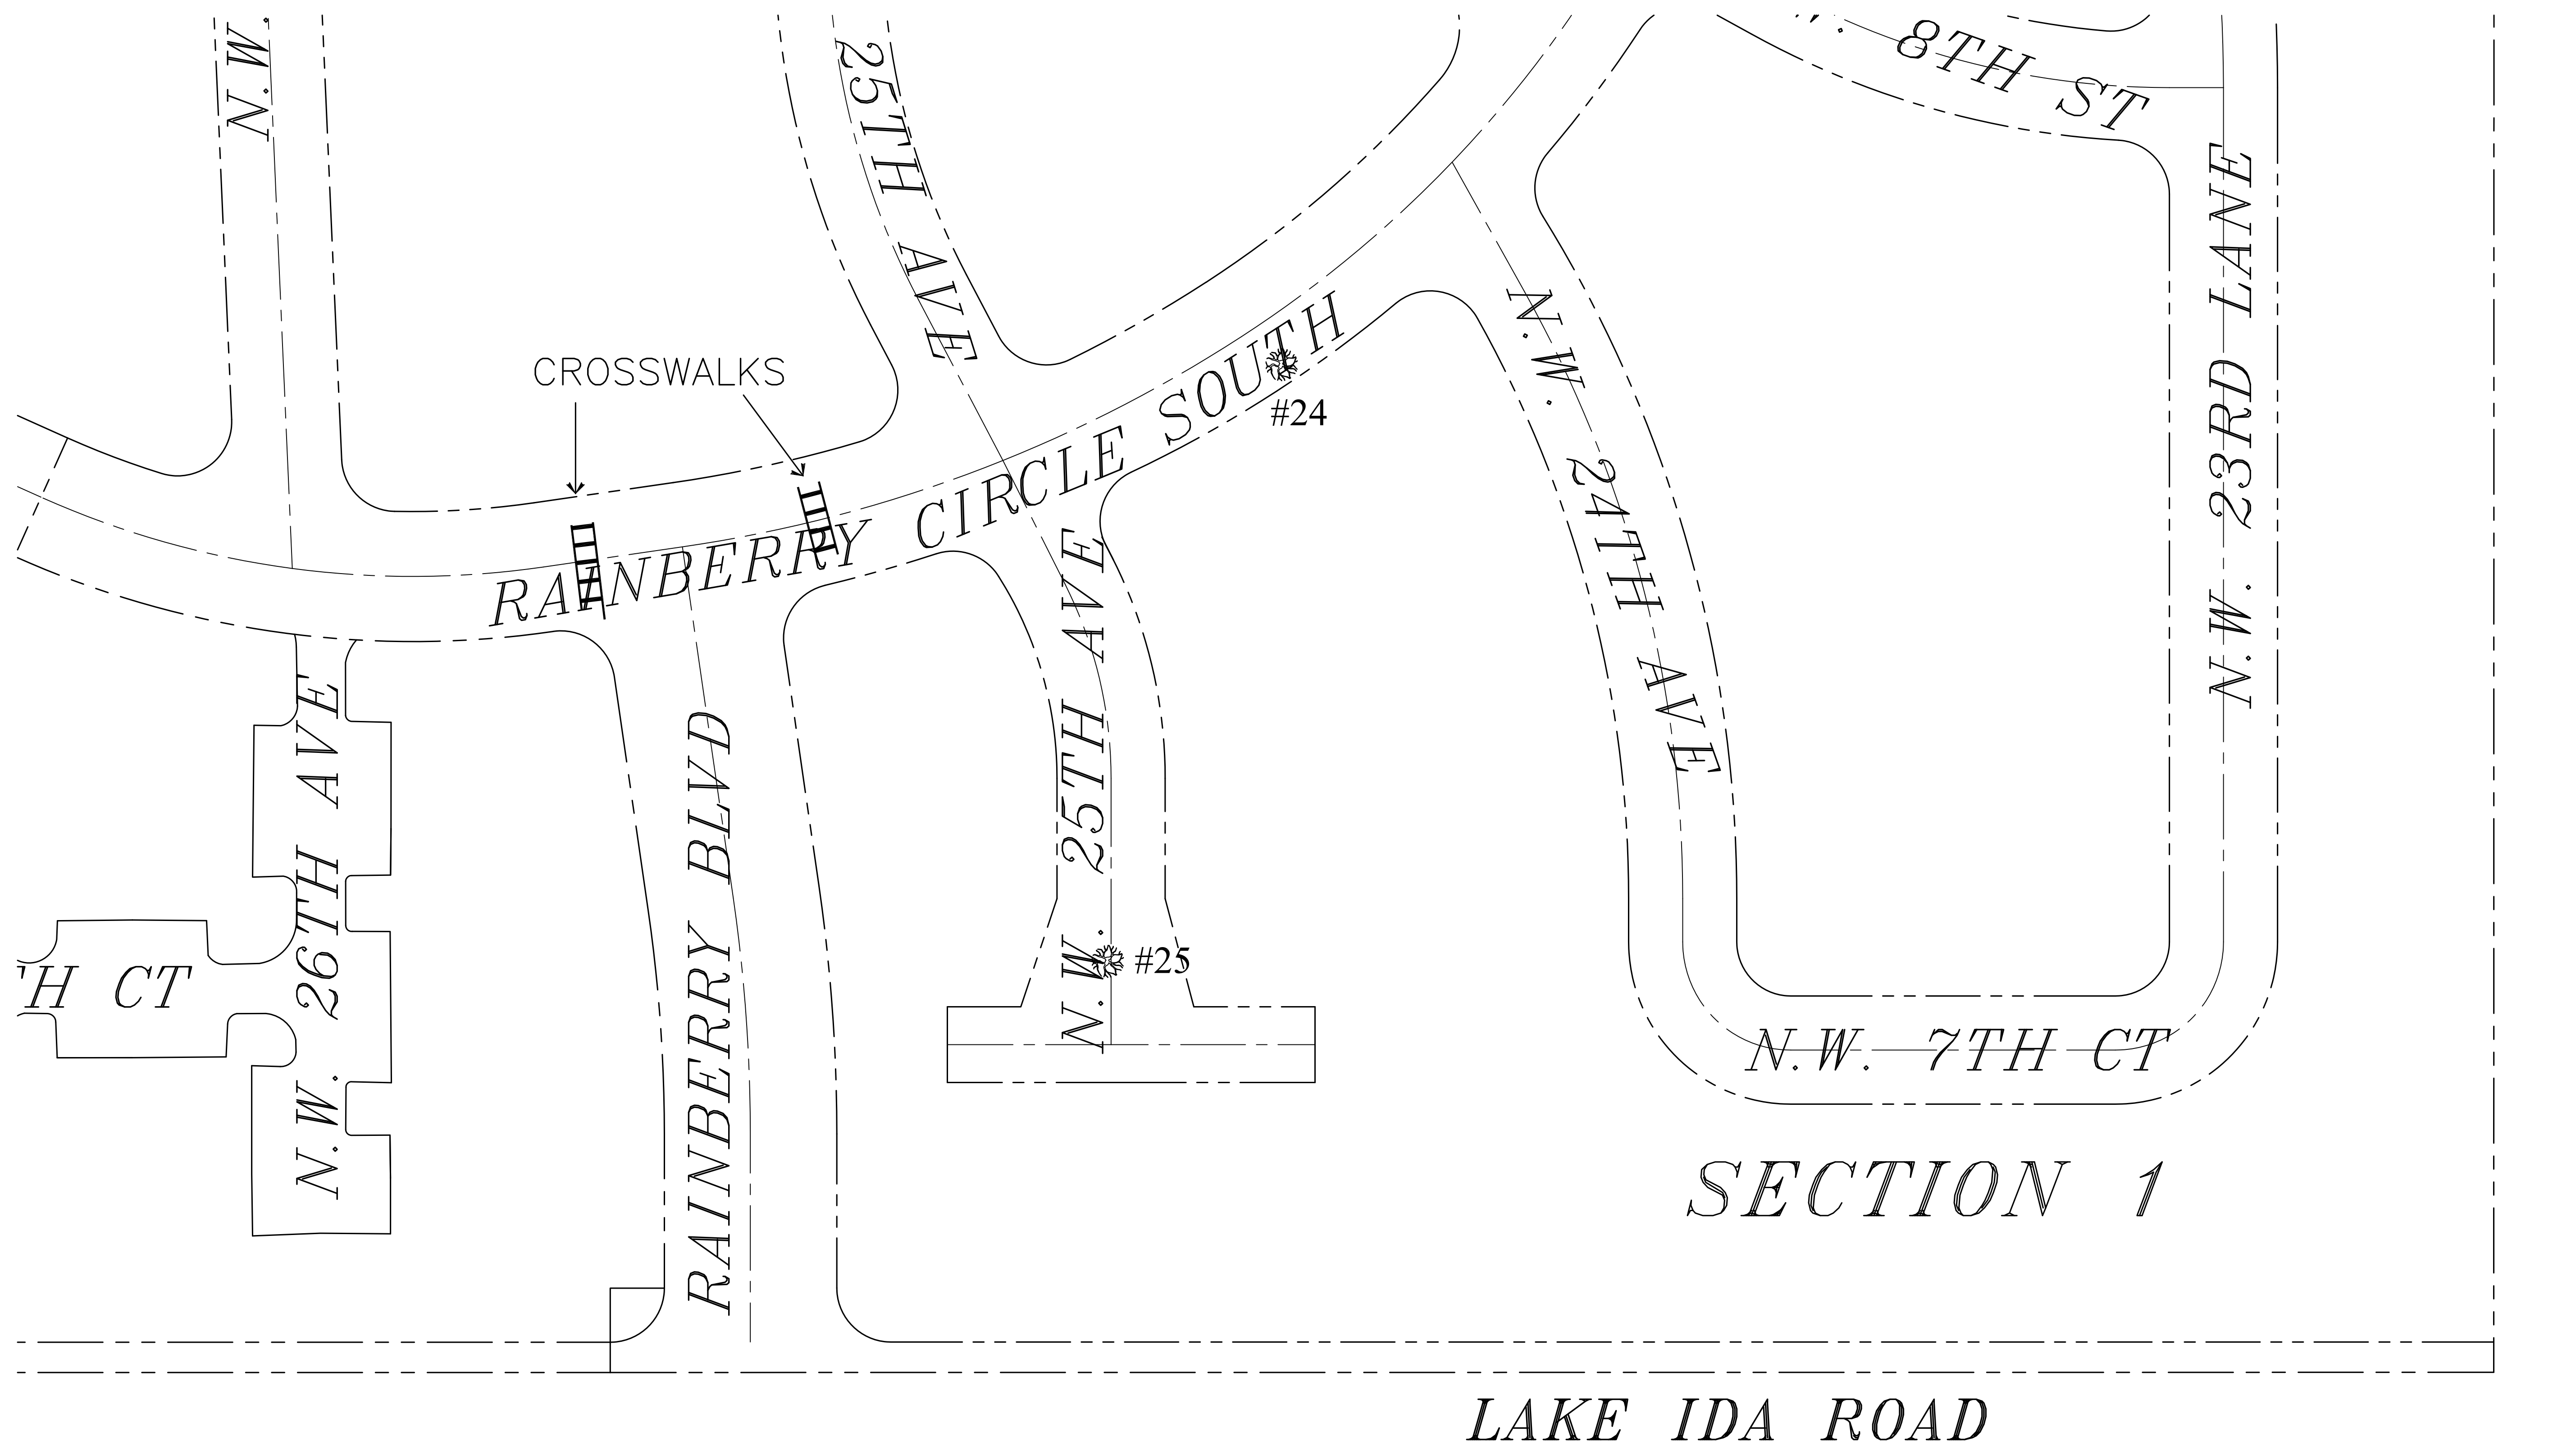 N.W.
25TH AVE
W. 8TH ST
N.W. 23RD LANE
CROSSWALKS
RAINBERRY CIRCLE SOUTH
#24
N.W. 24TH AVE
N.W. 26TH AVE
RAINBERRY BLVD
N.W. 25TH AVE
#25
H CT
N.W. 7TH CT
SECTION 1
LAKE IDA ROAD